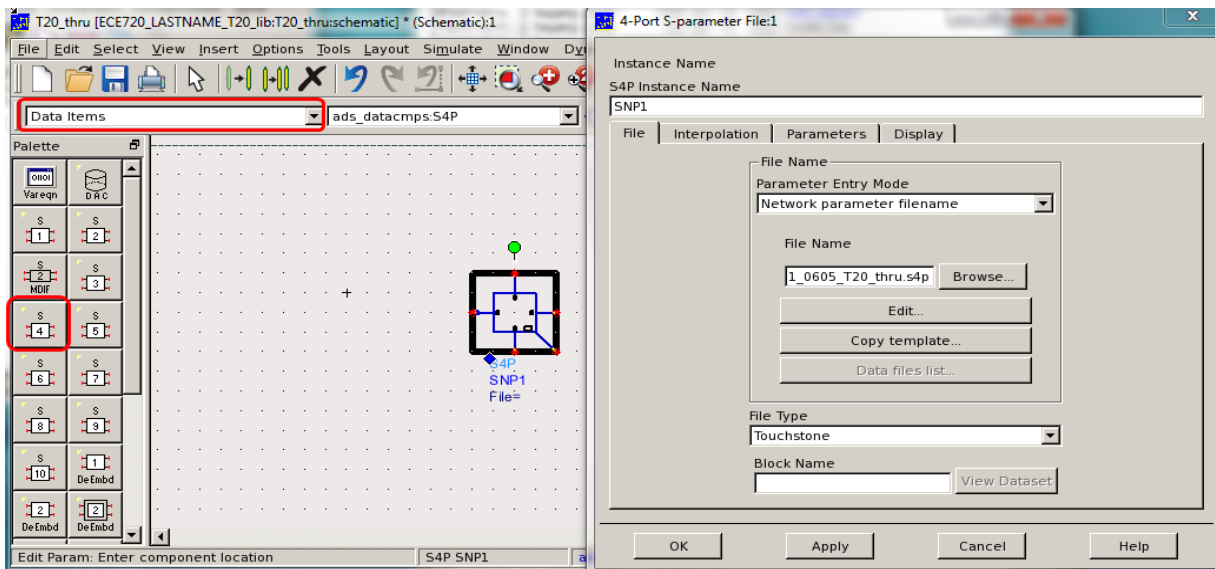 T20_thru [ECE720_LASTNAME_T20_lib:T20_thru:schematic] * (Schematic):1
File Edit Select View Insert Options Tools Layout Simulate Window
Data Items
ads_datacmps:S4P
Palette
Vareqn
DAC
S 1
S 2
S 2 MDIF
S 3
S 4
S 5
S 6
S 7
S 8
S 9
S 10
1 DeEmbd
2 DeEmbd
2 DeEmbd
S4P
SNP1
File=
Edit Param: Enter component location
S4P SNP1
4-Port S-parameter File:1
Instance Name
S4P Instance Name
SNP1
File Interpolation Parameters Display
File Name
Parameter Entry Mode
Network parameter filename
File Name
1_0605_T20_thru.s4p Browse...
Edit...
Copy template...
Data files list...
File Type
Touchstone
Block Name
View Dataset
OK Apply Cancel Help